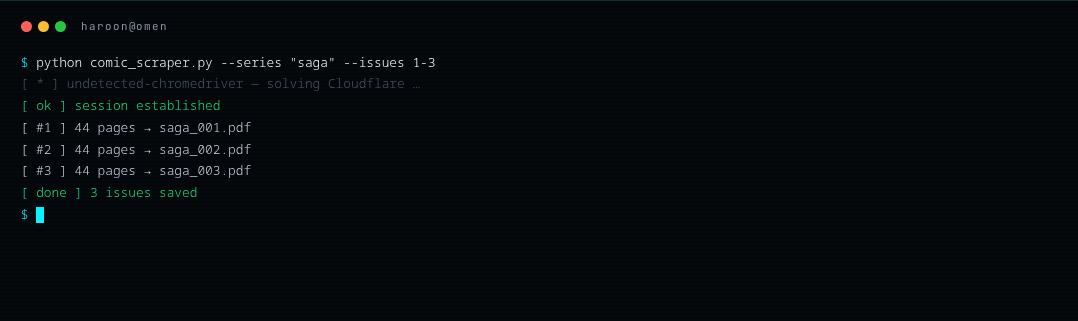 haroon@omen
$ python comic_scraper.py --series "saga" --issues 1-3
[ * ] undetected-chromedriver — solving Cloudflare …
[ ok ] session established
[ #1 ] 44 pages → saga_001.pdf
[ #2 ] 44 pages → saga_002.pdf
[ #3 ] 44 pages → saga_003.pdf
[ done ] 3 issues saved
$